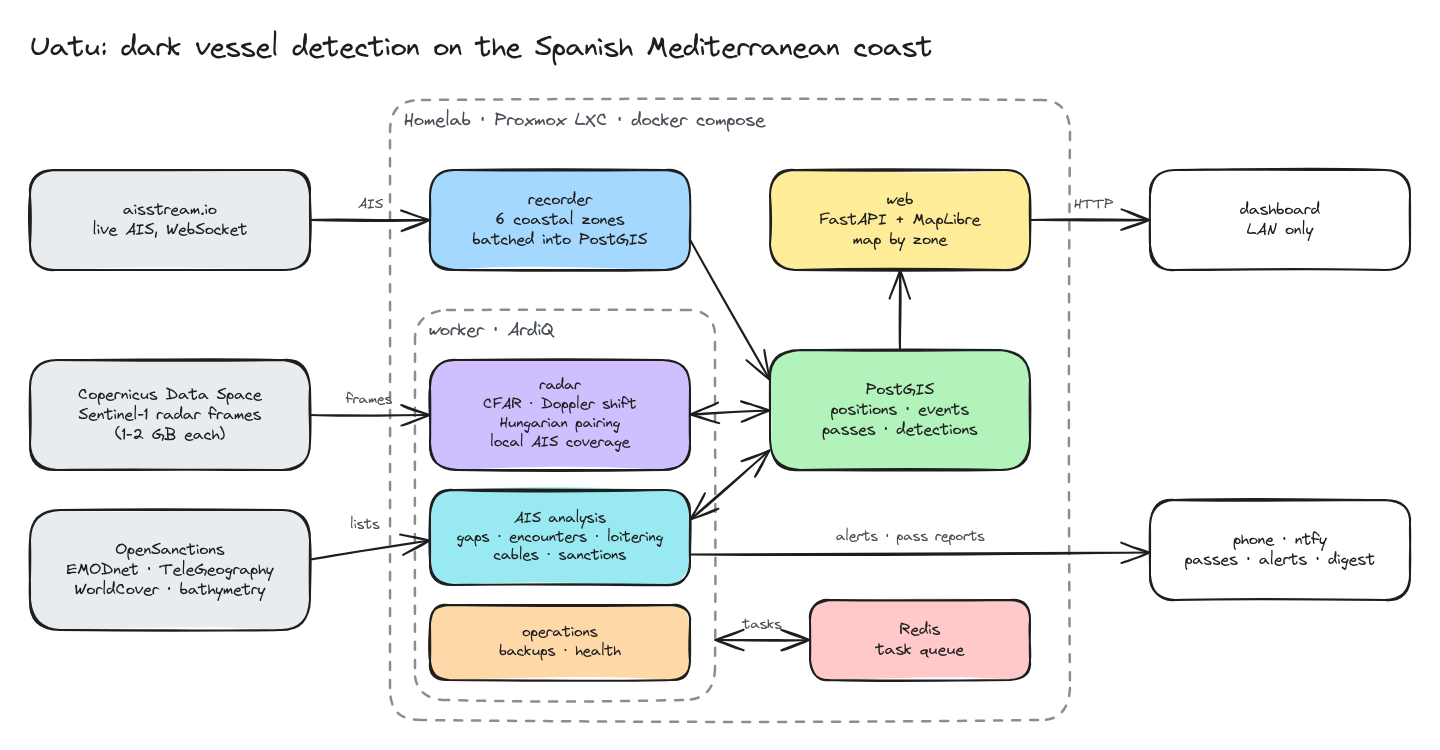 Uatu: dark vessel detection on the Spanish Mediterranean coast
Homelab · Proxmox LXC · docker compose
aisstream.io
live AIS, WebSocket
AIS
recorder
6 coastal zones
batched into PostGIS
web
FastAPI + MapLibre
map by zone
HTTP
dashboard
LAN only
worker · ArdiQ
Copernicus Data Space
Sentinel-1 radar frames
(1-2 GB each)
frames
radar
CFAR · Doppler shift
Hungarian pairing
local AIS coverage
PostGIS
positions · events
passes · detections
OpenSanctions
EMODnet · TeleGeography
WorldCover · bathymetry
lists
AIS analysis
gaps · encounters · loitering
cables · sanctions
alerts · pass reports
phone · ntfy
passes · alerts · digest
operations
backups · health
tasks
Redis
task queue